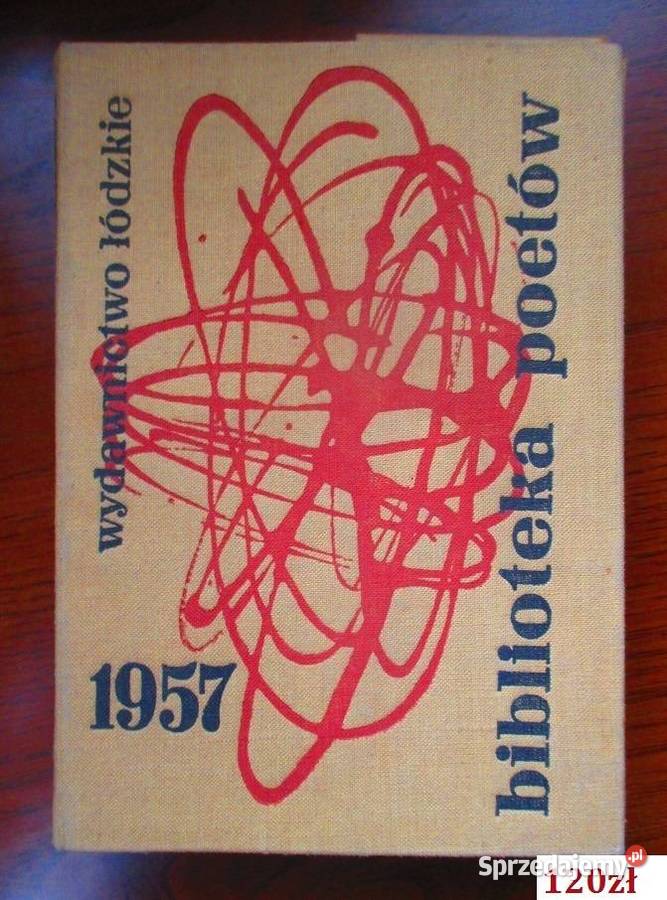 wydawnictwo łódzkie
biblioteka poetów
1957
Sprzedajemy.pl
120zł